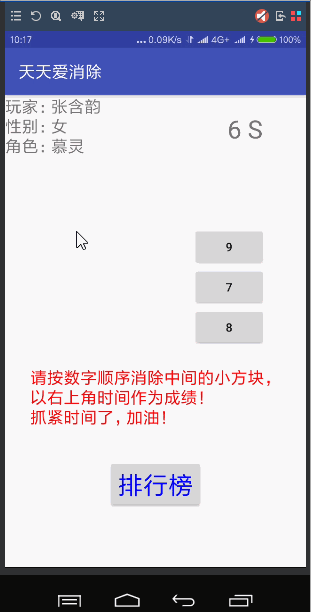 10:17 ... 0.09K/s 4G+ 100%
天天爱消除
玩家: 张含韵
性别: 女
角色: 慕灵
6 S
9
7
8
请按数字顺序消除中间的小方块，
以右上角时间作为成绩！
抓紧时间了，加油！
排行榜